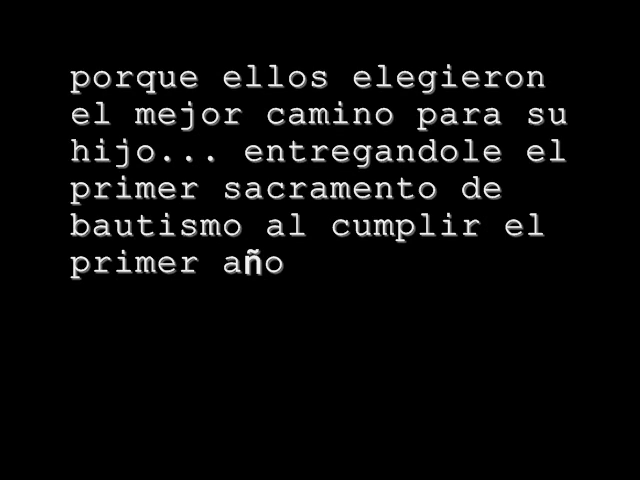 porque ellos elegieron
el mejor camino para su
hijo... entregandole el
primer sacramento de
bautismo al cumplir el
primer año